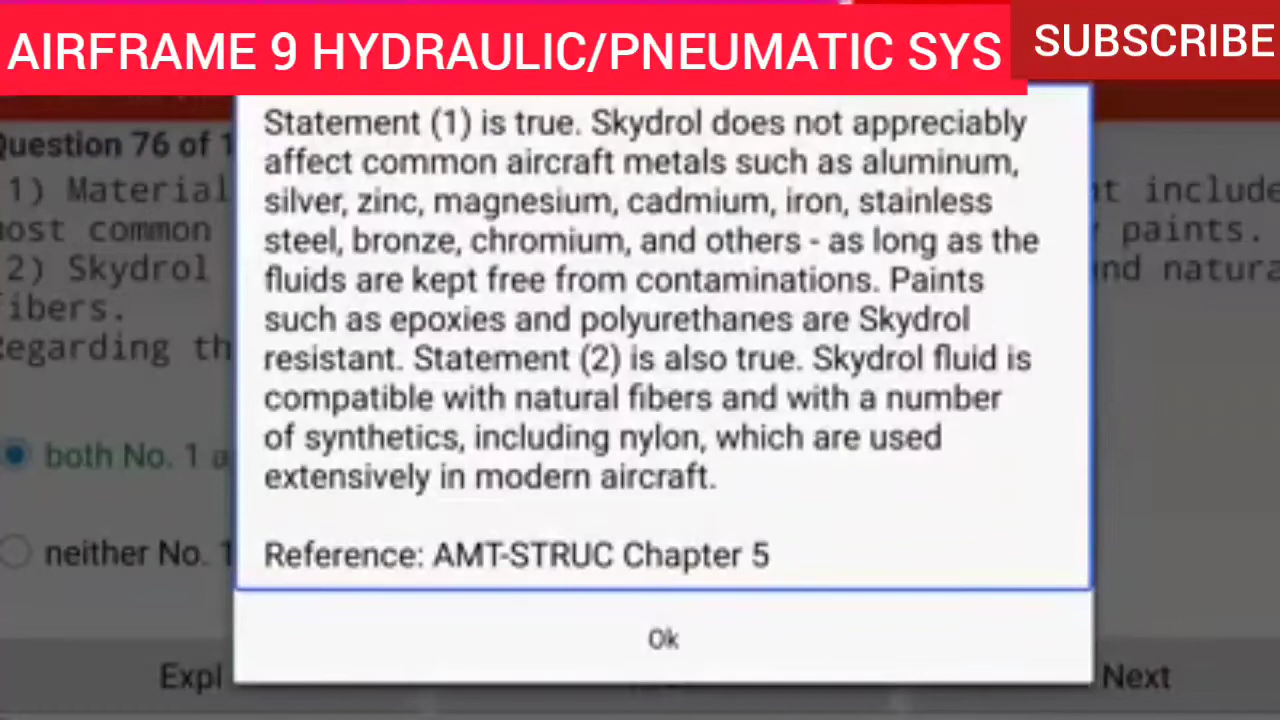 AIRFRAME 9 HYDRAULIC/PNEUMATIC SYS
SUBSCRIBE
Statement (1) is true. Skydrol does not appreciably
affect common aircraft metals such as aluminum,
silver, zinc, magnesium, cadmium, iron, stainless
steel, bronze, chromium, and others - as long as the
fluids are kept free from contaminations. Paints
such as epoxies and polyurethanes are Skydrol
resistant. Statement (2) is also true. Skydrol fluid is
compatible with natural fibers and with a number
of synthetics, including nylon, which are used
extensively in modern aircraft.
Reference: AMT-STRUC Chapter 5
Ok
Question 76 of 1
1) Material
include
most common
paints.
2) Skydrol
and natura
fibers.
Regarding th
both No. 1 a
neither No. 1
Expl
Next